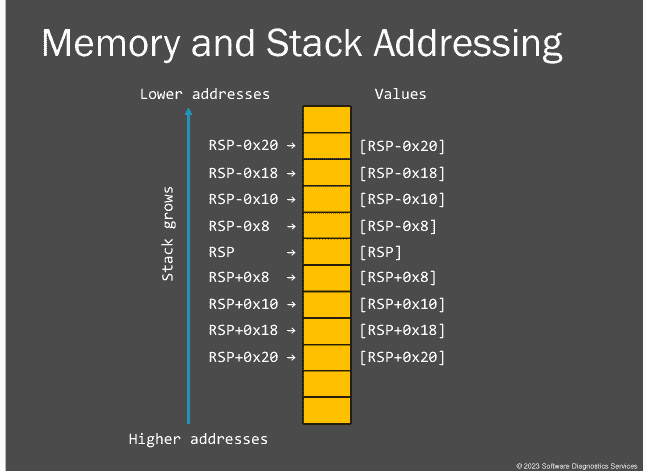 Memory and Stack Addressing
Lower addresses
Values
RSP-0x20 → [RSP-0x20]
RSP-0x18 → [RSP-0x18]
RSP-0x10 → [RSP-0x10]
RSP-0x8 → [RSP-0x8]
RSP → [RSP]
RSP+0x8 → [RSP+0x8]
RSP+0x10 → [RSP+0x10]
RSP+0x18 → [RSP+0x18]
RSP+0x20 → [RSP+0x20]
Stack grows
Higher addresses
© 2023 Software Diagnostics Services